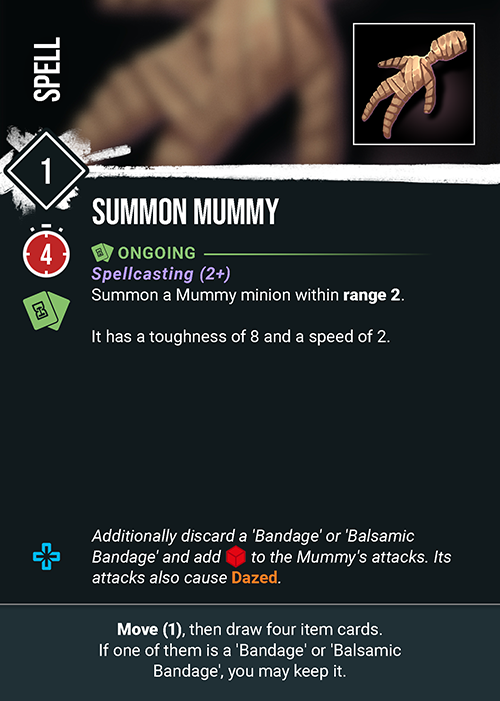 SPELL
1
SUMMON MUMMY
4
ONGOING
Spellcasting (2+)
Summon a Mummy minion within range 2.
It has a toughness of 8 and a speed of 2.
Additionally discard a 'Bandage' or 'Balsamic
Bandage' and add to the Mummy's attacks. Its
attacks also cause Dazed.
Move (1), then draw four item cards.
If one of them is a 'Bandage' or 'Balsamic
Bandage', you may keep it.